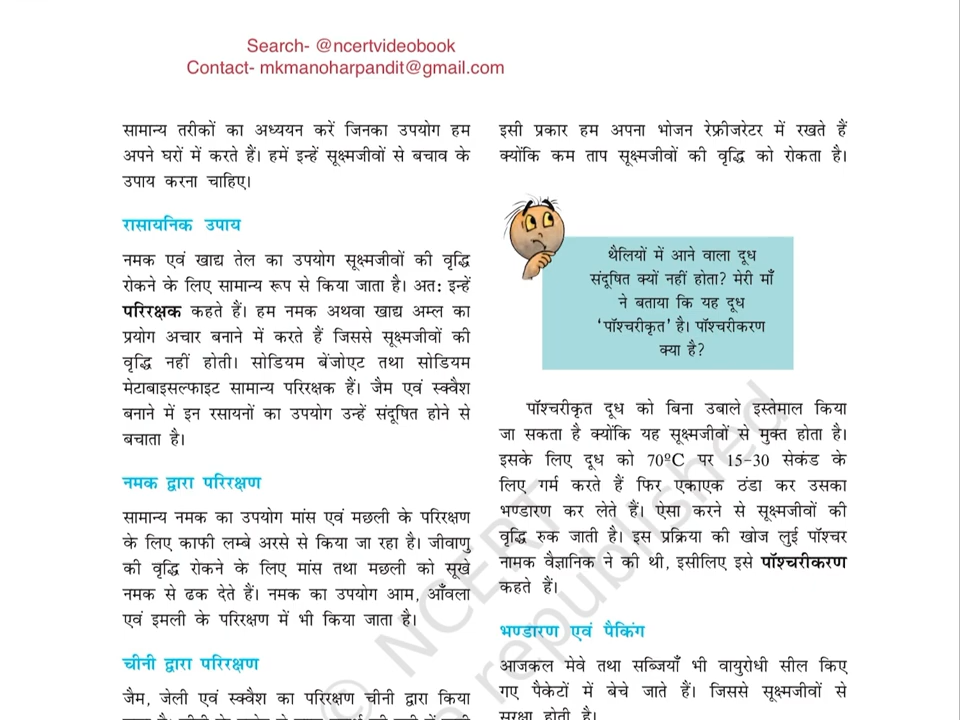 Search- @ncertvideobook
Contact- mkmanoharpandit@gmail.com
सामान्य तरीकों का अध्ययन करें जिनका उपयोग हम
अपने घरों में करते हैं। हमें इन्हें सूक्ष्मजीवों से बचाव के
उपाय करना चाहिए।
रासायनिक उपाय
नमक एवं खाद्य तेल का उपयोग सूक्ष्मजीवों की वृद्धि
रोकने के लिए सामान्य रूप से किया जाता है। अतः इन्हें
परिरक्षक कहते हैं। हम नमक अथवा खाद्य अम्ल का
प्रयोग अचार बनाने में करते हैं जिससे सूक्ष्मजीवों की
वृद्धि नहीं होती। सोडियम बेंजोएट तथा सोडियम
मेटाबाइसल्फाइट सामान्य परिरक्षक हैं। जैम एवं स्क्वैश
बनाने में इन रसायनों का उपयोग उन्हें संदूषित होने से
बचाता है।
नमक द्वारा परिरक्षण
सामान्य नमक का उपयोग मांस एवं मछली के परिरक्षण
के लिए काफी लम्बे अरसे से किया जा रहा है। जीवाणु
की वृद्धि रोकने के लिए मांस तथा मछली को सूखे
नमक से ढक देते हैं। नमक का उपयोग आम, आँवला
एवं इमली के परिरक्षण में भी किया जाता है।
चीनी द्वारा परिरक्षण
जैम, जेली एवं स्क्वैश का परिरक्षण चीनी द्वारा किया
इसी प्रकार हम अपना भोजन रेफ्रीजरेटर में रखते हैं
क्योंकि कम ताप सूक्ष्मजीवों की वृद्धि को रोकता है।
थैलियों में आने वाला दूध
संदूषित क्यों नहीं होता? मेरी माँ
ने बताया कि यह दूध
‘पॉश्चरीकृत’ है। पॉश्चरीकरण
क्या है?
पॉश्चरीकृत दूध को बिना उबाले इस्तेमाल किया
जा सकता है क्योंकि यह सूक्ष्मजीवों से मुक्त होता है।
इसके लिए दूध को 70ºC पर 15-30 सेकंड के
लिए गर्म करते हैं फिर एकाएक ठंडा कर उसका
भण्डारण कर लेते हैं। ऐसा करने से सूक्ष्मजीवों की
वृद्धि रुक जाती है। इस प्रक्रिया की खोज लुई पॉश्चर
नामक वैज्ञानिक ने की थी, इसीलिए इसे पॉश्चरीकरण
कहते हैं।
भण्डारण एवं पैकिंग
आजकल मेवे तथा सब्जियाँ भी वायुरोधी सील किए
गए पैकेटों में बेचे जाते हैं। जिससे सूक्ष्मजीवों से
सुरक्षा होती है।
© NCERT
republished